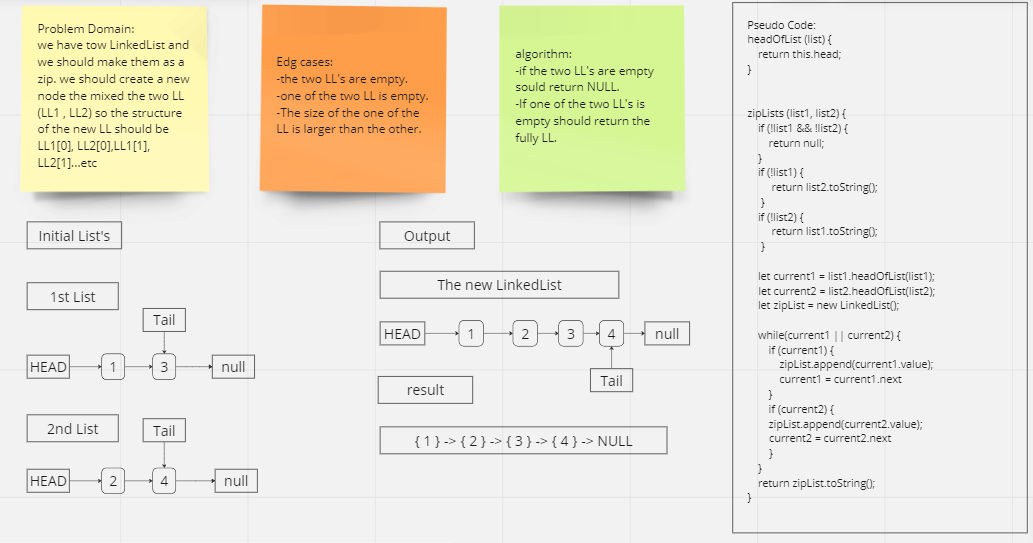 Problem Domain:
we have tow LinkedList and
we should make them as a
zip. we should create a new
node the mixed the two LL
(LL1 , LL2) so the structure
of the new LL should be
LL1[0], LL2[0],LL1[1],
LL2[1]...etc
Edg cases:
-the two LL's are empty.
-one of the two LL is empty.
-The size of the one of the
LL is larger than the other.
algorithm:
-if the two LL's are empty
sould return NULL.
-If one of the two LL's is
empty should return the
fully LL.
Initial List's
1st List
Tail
HEAD 1 3 null
2nd List
Tail
HEAD 2 4 null
Output
The new LinkedList
HEAD 1 2 3 4 null
Tail
result
{ 1 } -> { 2 } -> { 3 } -> { 4 } -> NULL
Pseudo Code:
headOfList (list) {
return this.head;
}
zipLists (list1, list2) {
if (!list1 && !list2) {
return null;
}
if (!list1) {
return list2.toString();
}
if (!list2) {
return list1.toString();
}
let current1 = list1.headOfList(list1);
let current2 = list2.headOfList(list2);
let zipList = new LinkedList();
while(current1 || current2) {
if (current1) {
zipList.append(current1.value);
current1 = current1.next
}
if (current2) {
zipList.append(current2.value);
current2 = current2.next
}
}
return zipList.toString();
}